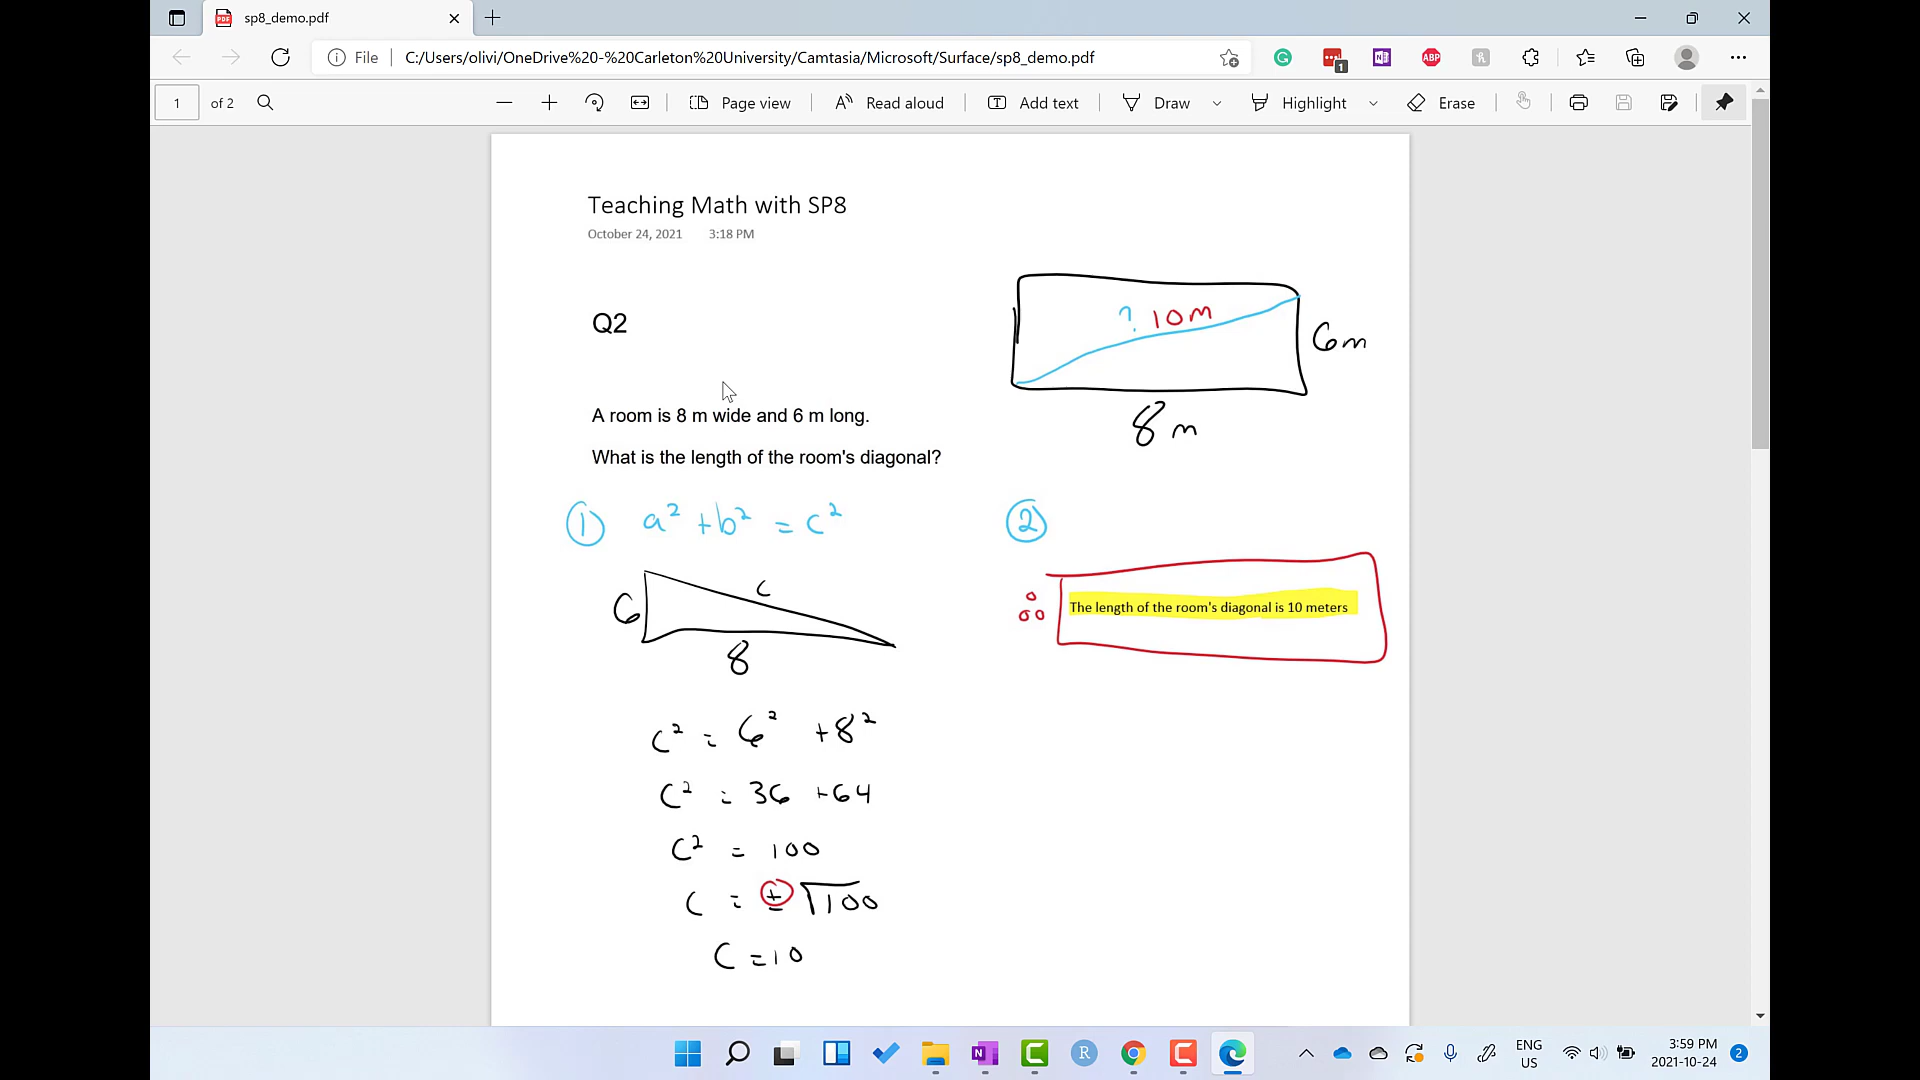 sp8_demo.pdf
File C:/Users/olivi/OneDrive%20-%20Carleton%20University/Camtasia/Microsoft/Surface/sp8_demo.pdf
1 of 2 Page view Read aloud Add text Draw Highlight Erase
Teaching Math with SP8
October 24, 2021 3:18 PM
? 10m
6m
8 m
Q2
A room is 8 m wide and 6 m long.
What is the length of the room's diagonal?
① a² + b² = c²
②
c
6
8
The length of the room's diagonal is 10 meters
c² = 6² + 8²
c² = 36 + 64
c² = 100
c = ± √100
c = 10
ENG
US
3:59 PM
2021-10-24
2